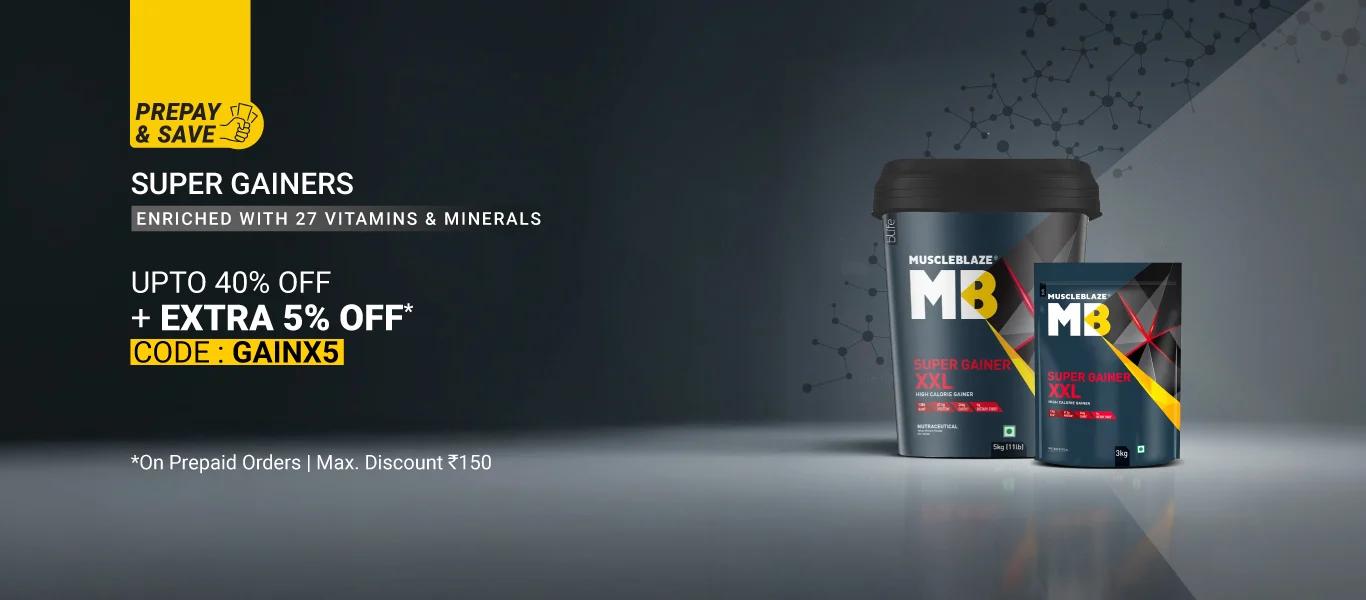 PREPAY
& SAVE
SUPER GAINERS
ENRICHED WITH 27 VITAMINS & MINERALS
UPTO 40% OFF
+ EXTRA 5% OFF*
CODE : GAINX5
*On Prepaid Orders | Max. Discount ₹150
MUSCLEBLAZE®
MB
SUPER GAINER
XXL
HIGH CALORIE GAINER
NUTRACEUTICAL
5kg (11lb)
MUSCLEBLAZE®
MB
SUPER GAINER
XXL
HIGH CALORIE GAINER
3kg